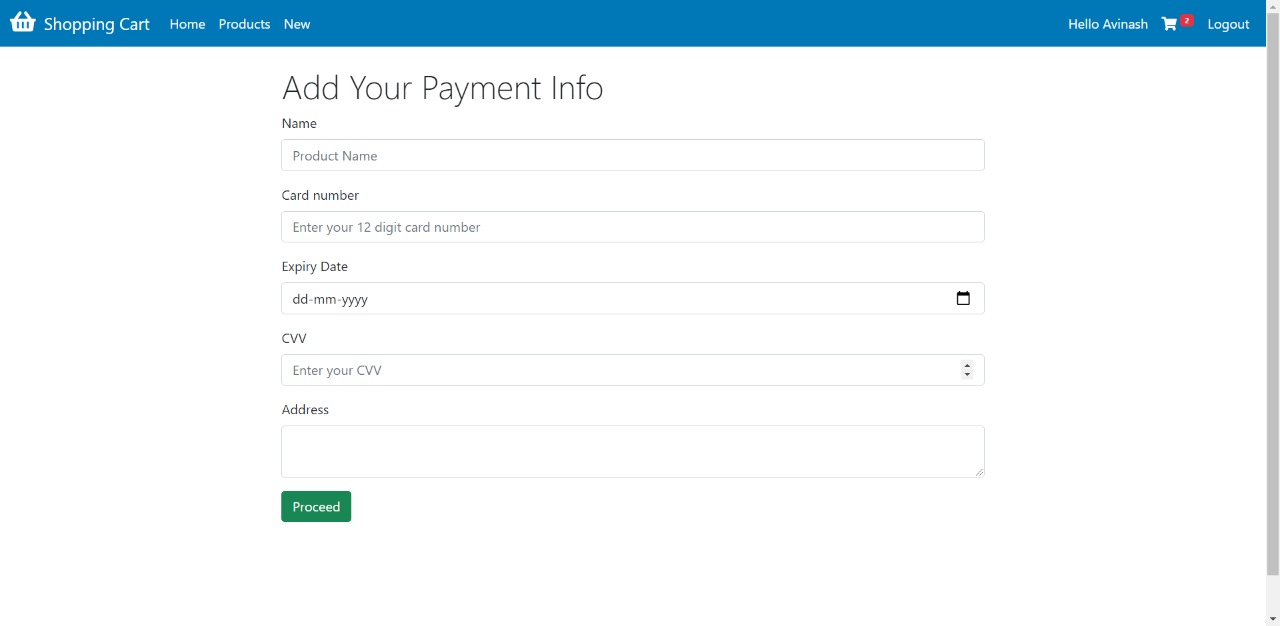 Shopping Cart Home Products New Hello Avinash 2 Logout
Add Your Payment Info
Name
Product Name
Card number
Enter your 12 digit card number
Expiry Date
dd-mm-yyyy
CVV
Enter your CVV
Address
Proceed